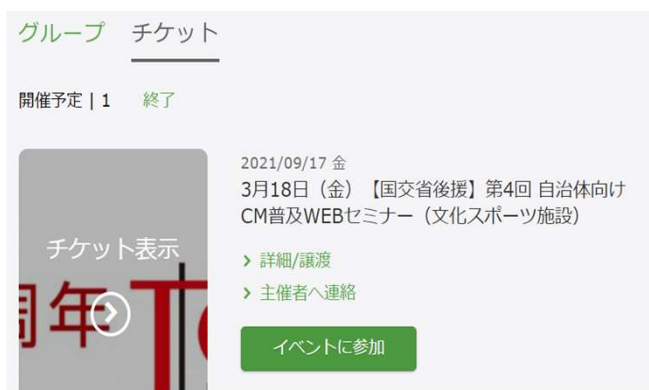 グループ チケット
開催予定 | 1 終了
2021/09/17 金
3月18日（金）【国交省後援】第4回 自治体向け
CM普及WEBセミナー（文化スポーツ施設）
チケット表示
> 詳細/譲渡
> 主催者へ連絡
周年
イベントに参加